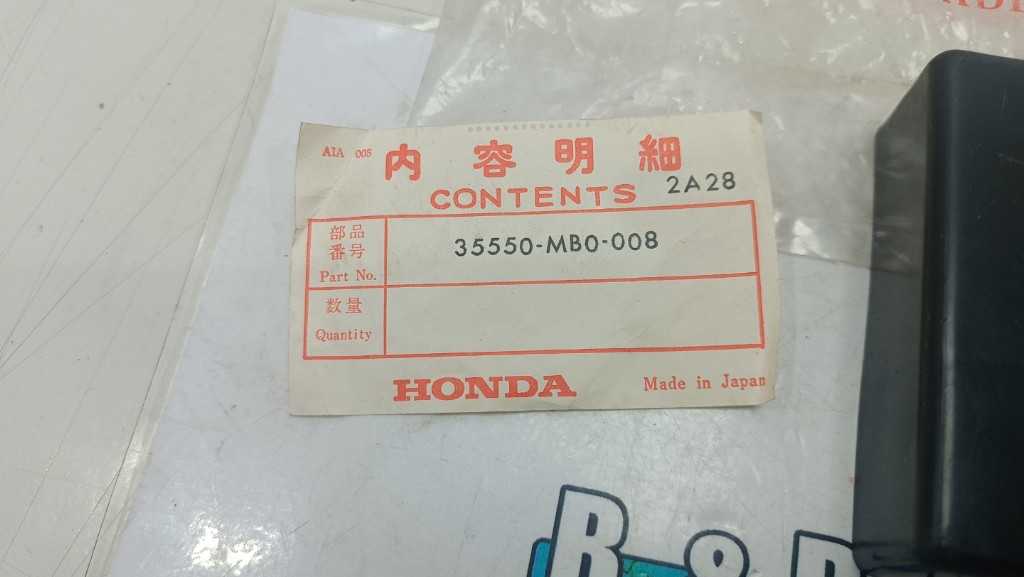 AIA 005
内容明細
CONTENTS 2A28
部品
番号
Part No.
35550-MB0-008
数量
Quantity
HONDA
Made in Japan
R&